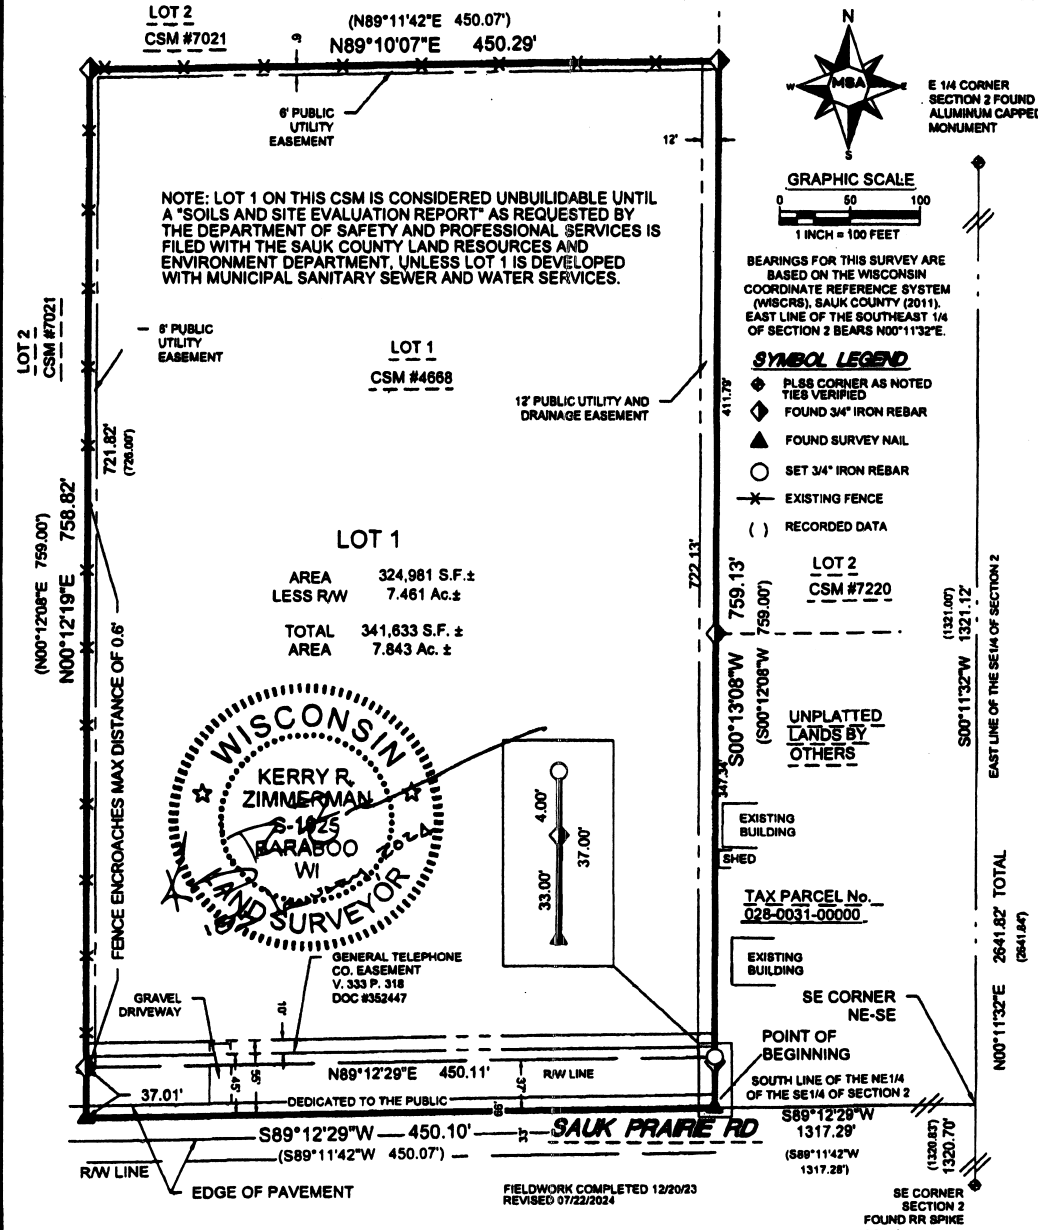 LOT 2
CSM #7021
(N89°11'42"E 450.07')
N89°10'07"E 450.29'
6'
6' PUBLIC
UTILITY
EASEMENT
12'
N
W
MSA
E
S
E 1/4 CORNER
SECTION 2 FOUND
ALUMINUM CAPPED
MONUMENT
GRAPHIC SCALE
0 50 100
1 INCH = 100 FEET
NOTE: LOT 1 ON THIS CSM IS CONSIDERED UNBUILIDABLE UNTIL
A "SOILS AND SITE EVALUATION REPORT" AS REQUESTED BY
THE DEPARTMENT OF SAFETY AND PROFESSIONAL SERVICES IS
FILED WITH THE SAUK COUNTY LAND RESOURCES AND
ENVIRONMENT DEPARTMENT, UNLESS LOT 1 IS DEVELOPED
WITH MUNICIPAL SANITARY SEWER AND WATER SERVICES.
BEARINGS FOR THIS SURVEY ARE
BASED ON THE WISCONSIN
COORDINATE REFERENCE SYSTEM
(WISCRS), SAUK COUNTY (2011).
EAST LINE OF THE SOUTHEAST 1/4
OF SECTION 2 BEARS N00°11'32"E.
SYMBOL LEGEND
PLSS CORNER AS NOTED
TIES VERIFIED
FOUND 3/4" IRON REBAR
FOUND SURVEY NAIL
SET 3/4" IRON REBAR
EXISTING FENCE
( ) RECORDED DATA
LOT 2
CSM #7021
6' PUBLIC
UTILITY
EASEMENT
LOT 1
CSM #4668
12' PUBLIC UTILITY AND
DRAINAGE EASEMENT
411.79'
721.82'
(726.00')
(N00°12'08"E 759.00')
N00°12'19"E 758.82'
FENCE ENCROACHES MAX DISTANCE OF 0.6'
LOT 1
AREA 324,981 S.F.±
LESS R/W 7.461 Ac.±
TOTAL 341,633 S.F. ±
AREA 7.843 Ac. ±
722.13'
S00°13'08"W 759.13'
(S00°12'08"W 759.00')
347.34'
LOT 2
CSM #7220
(1321.00')
S00°11'32"W 1321.12'
EAST LINE OF THE SE1/4 OF SECTION 2
UNPLATTED
LANDS BY
OTHERS
WISCONSIN
KERRY R.
ZIMMERMAN
S-1925
BARABOO
WI
LAND SURVEYOR
2024
4.00'
33.00'
37.00'
EXISTING
BUILDING
SHED
TAX PARCEL No.
028-0031-00000
EXISTING
BUILDING
N00°11'32"E 2641.82' TOTAL
(2641.84')
GENERAL TELEPHONE
CO. EASEMENT
V. 333 P. 318
DOC #352447
GRAVEL
DRIVEWAY
10'
SE CORNER
NE-SE
POINT OF
BEGINNING
N89°12'29"E 450.11'
R/W LINE
45'
55'
37'
37.01'
DEDICATED TO THE PUBLIC
66'
33'
SOUTH LINE OF THE NE1/4
OF THE SE1/4 OF SECTION 2
S89°12'29"W
1317.29'
(S89°11'42"W
1317.28')
(1320.83')
1320.70'
S89°12'29"W 450.10'
(S89°11'42"W 450.07')
SAUK PRAIRIE RD
R/W LINE
EDGE OF PAVEMENT
FIELDWORK COMPLETED 12/20/23
REVISED 07/22/2024
SE CORNER
SECTION 2
FOUND RR SPIKE